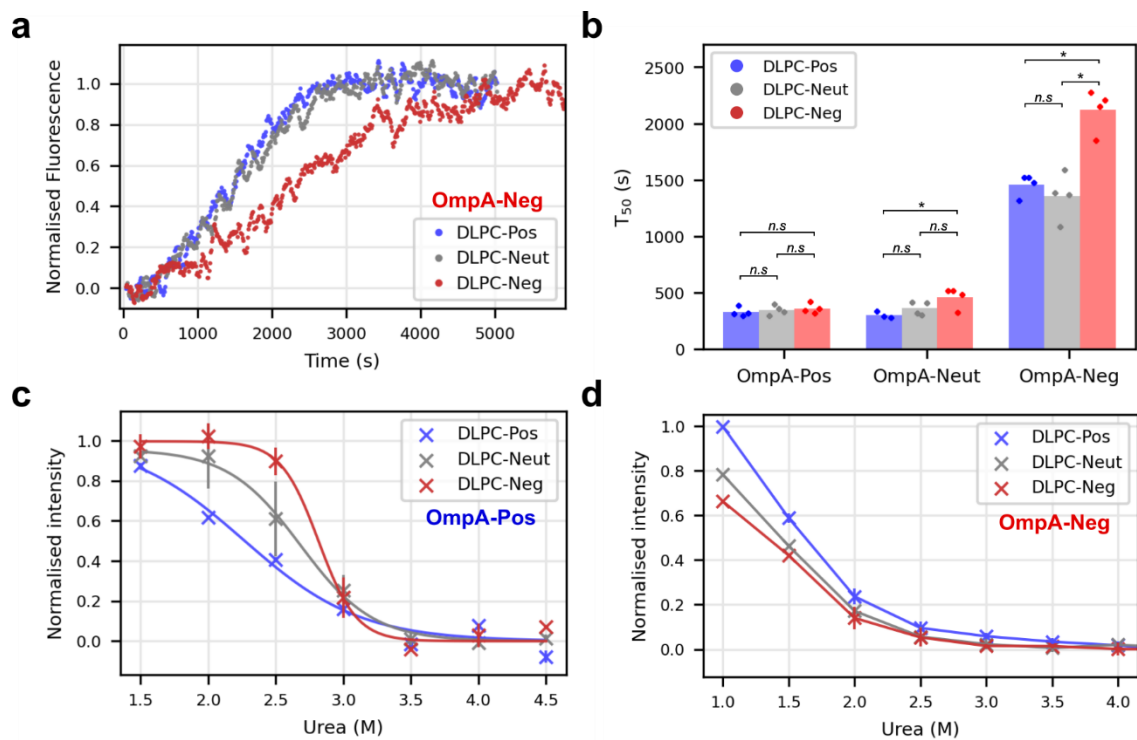 a
Normalised Fluorescence
1.0
0.8
0.6
0.4
0.2
0.0
OmpA-Neg
DLPC-Pos
DLPC-Neut
DLPC-Neg
0
1000
2000
3000
4000
5000
Time (s)
b
T50 (s)
2500
2000
1500
1000
500
0
DLPC-Pos
DLPC-Neut
DLPC-Neg
n.s
n.s
n.s
*
n.s
n.s
*
*
n.s
OmpA-Pos
OmpA-Neut
OmpA-Neg
c
Normalised intensity
1.0
0.8
0.6
0.4
0.2
0.0
DLPC-Pos
DLPC-Neut
DLPC-Neg
OmpA-Pos
1.5
2.0
2.5
3.0
3.5
4.0
4.5
Urea (M)
d
Normalised intensity
1.0
0.8
0.6
0.4
0.2
0.0
DLPC-Pos
DLPC-Neut
DLPC-Neg
OmpA-Neg
1.0
1.5
2.0
2.5
3.0
3.5
4.0
Urea (M)